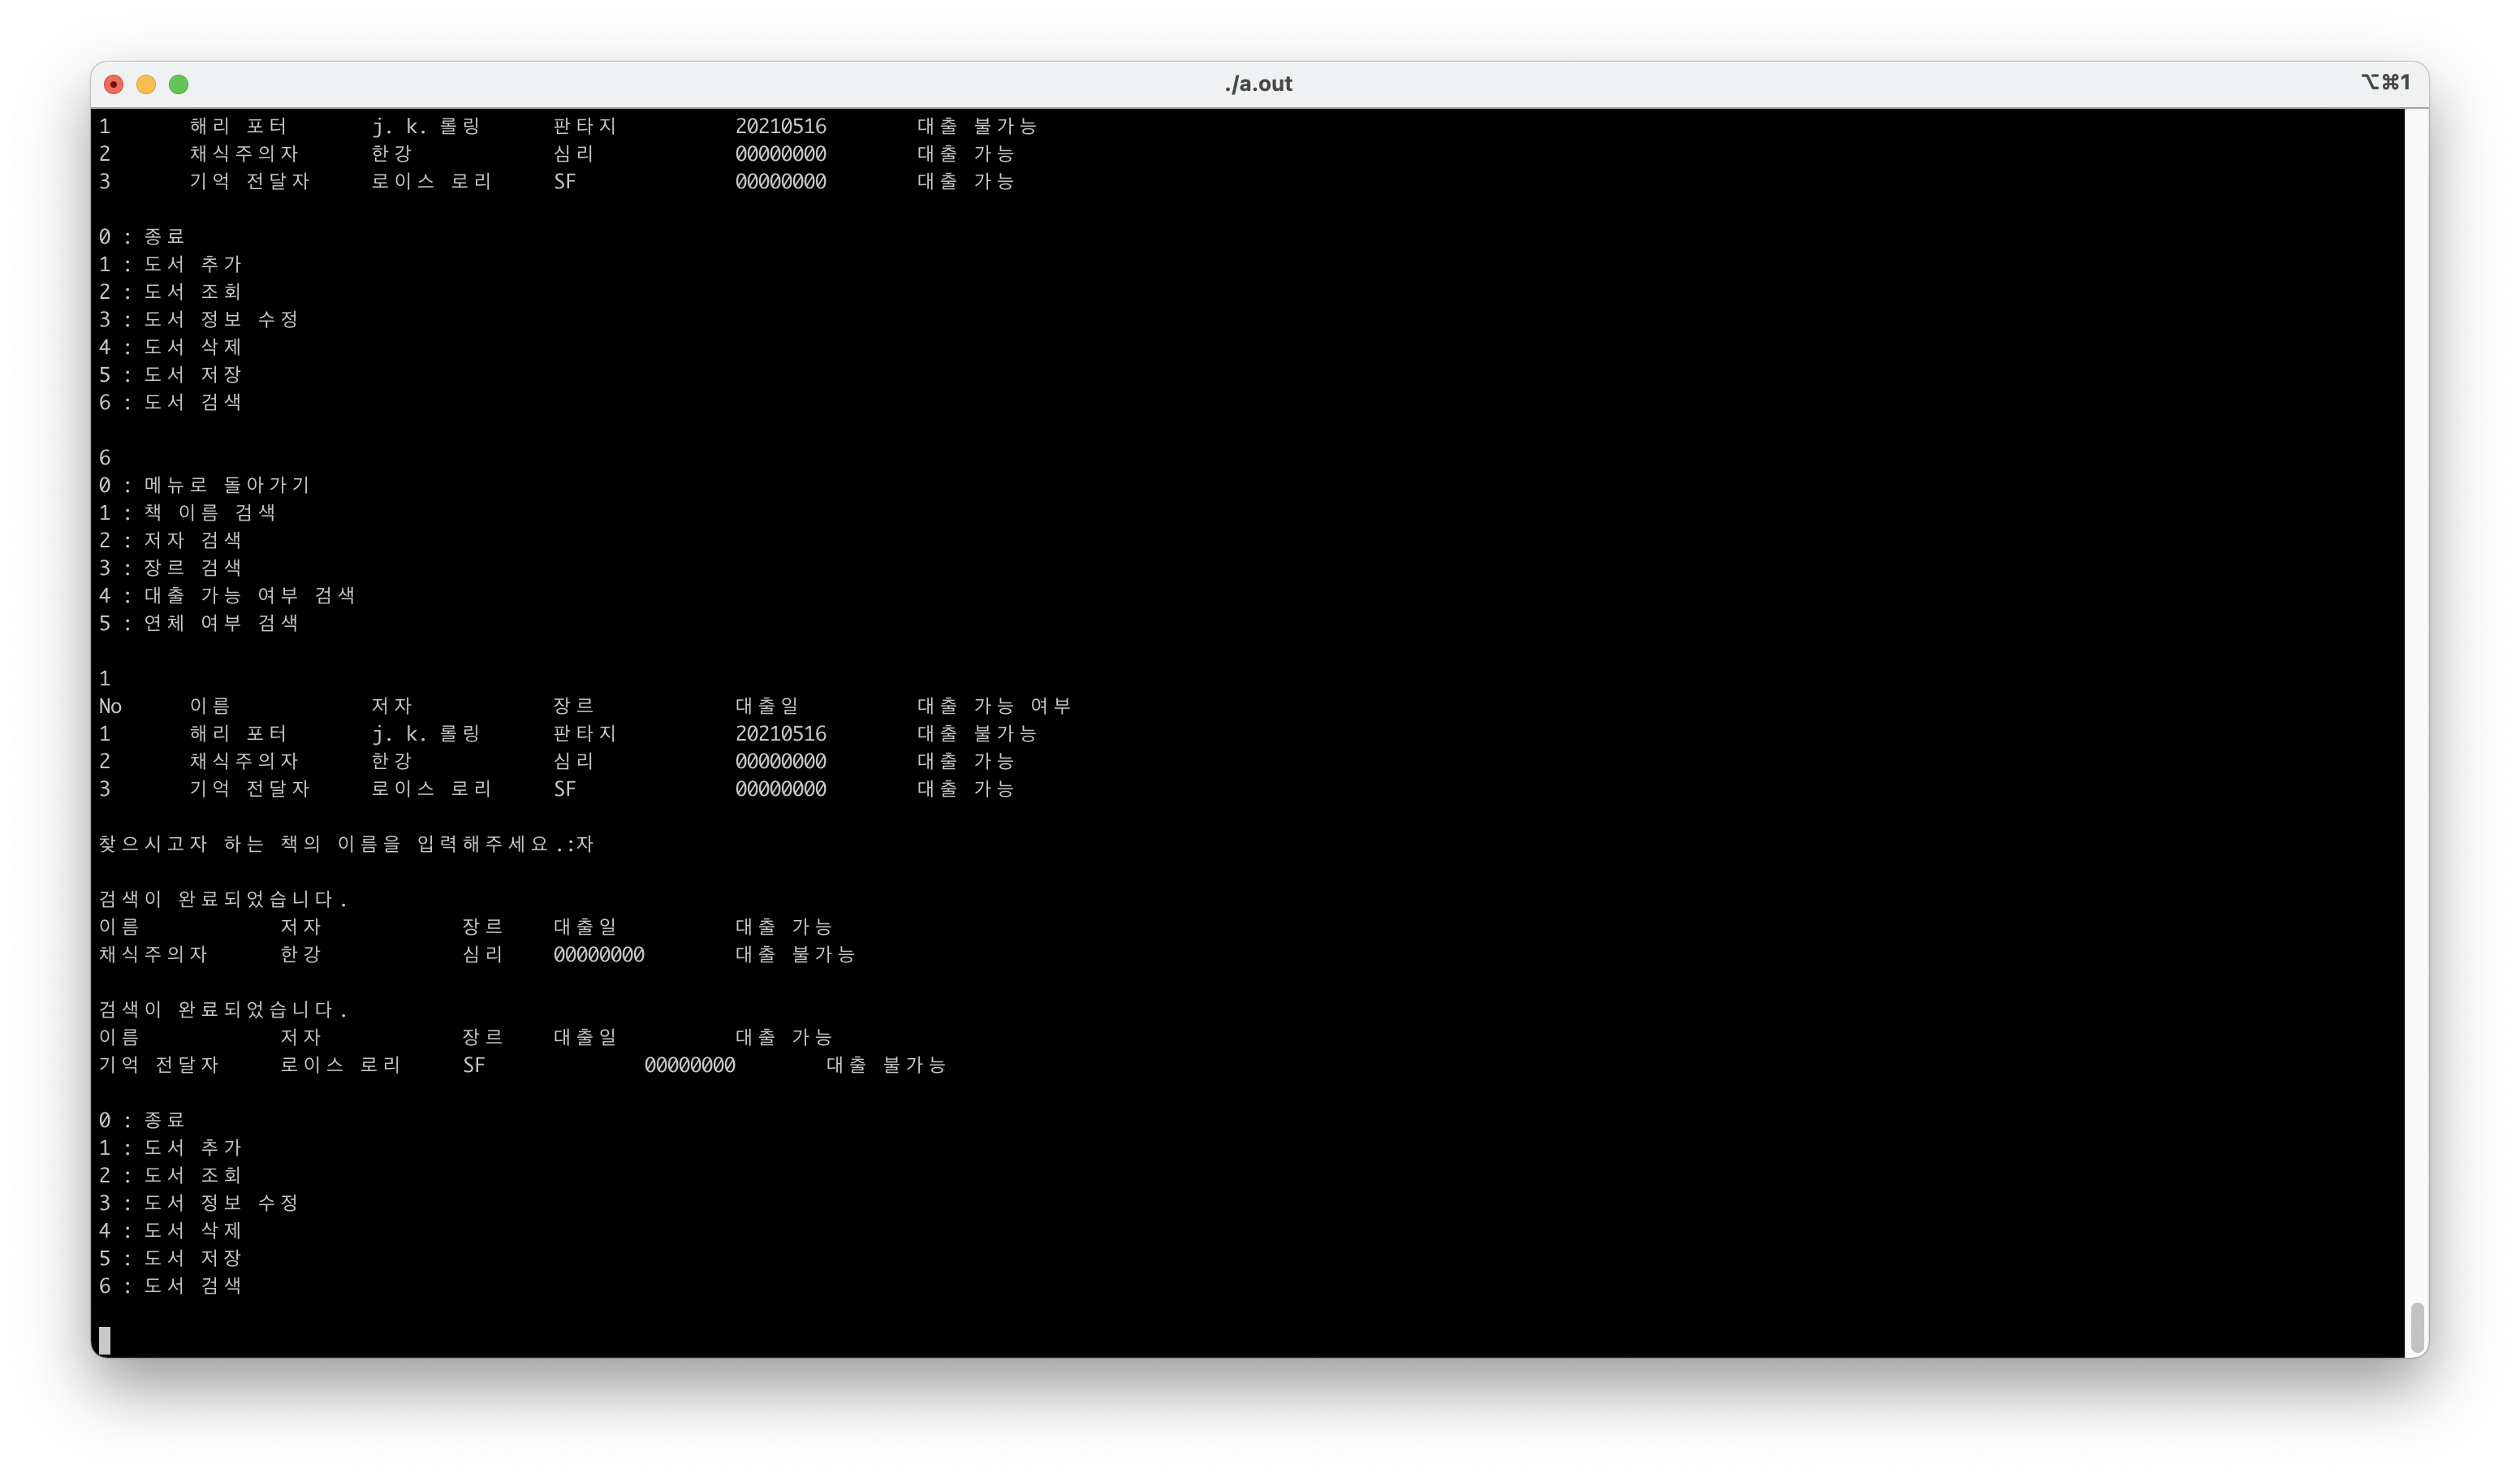 ./a.out
⌥⌘1
1 해리 포터 j. k. 롤링 판타지 20210516 대출 불가능
2 채식주의자 한강 심리 00000000 대출 가능
3 기억 전달자 로이스 로리 SF 00000000 대출 가능
0 : 종료
1 : 도서 추가
2 : 도서 조회
3 : 도서 정보 수정
4 : 도서 삭제
5 : 도서 저장
6 : 도서 검색
6
0 : 메뉴로 돌아가기
1 : 책 이름 검색
2 : 저자 검색
3 : 장르 검색
4 : 대출 가능 여부 검색
5 : 연체 여부 검색
1
No 이름 저자 장르 대출일 대출 가능 여부
1 해리 포터 j. k. 롤링 판타지 20210516 대출 불가능
2 채식주의자 한강 심리 00000000 대출 가능
3 기억 전달자 로이스 로리 SF 00000000 대출 가능
찾으시고자 하는 책의 이름을 입력해주세요.:자
검색이 완료되었습니다.
이름 저자 장르 대출일 대출 가능
채식주의자 한강 심리 00000000 대출 불가능
검색이 완료되었습니다.
이름 저자 장르 대출일 대출 가능
기억 전달자 로이스 로리 SF 00000000 대출 불가능
0 : 종료
1 : 도서 추가
2 : 도서 조회
3 : 도서 정보 수정
4 : 도서 삭제
5 : 도서 저장
6 : 도서 검색